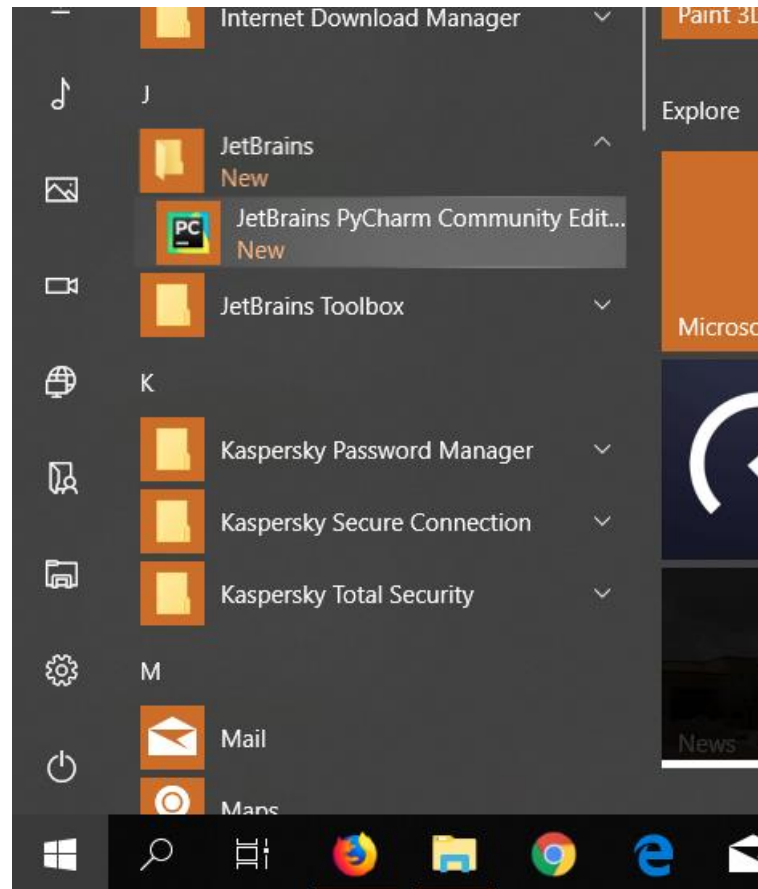 Internet Download Manager
Paint 3D
J
Explore
JetBrains
New
PC
JetBrains PyCharm Community Edit...
New
JetBrains Toolbox
Microsc
K
Kaspersky Password Manager
Kaspersky Secure Connection
Kaspersky Total Security
M
Mail
News
Maps